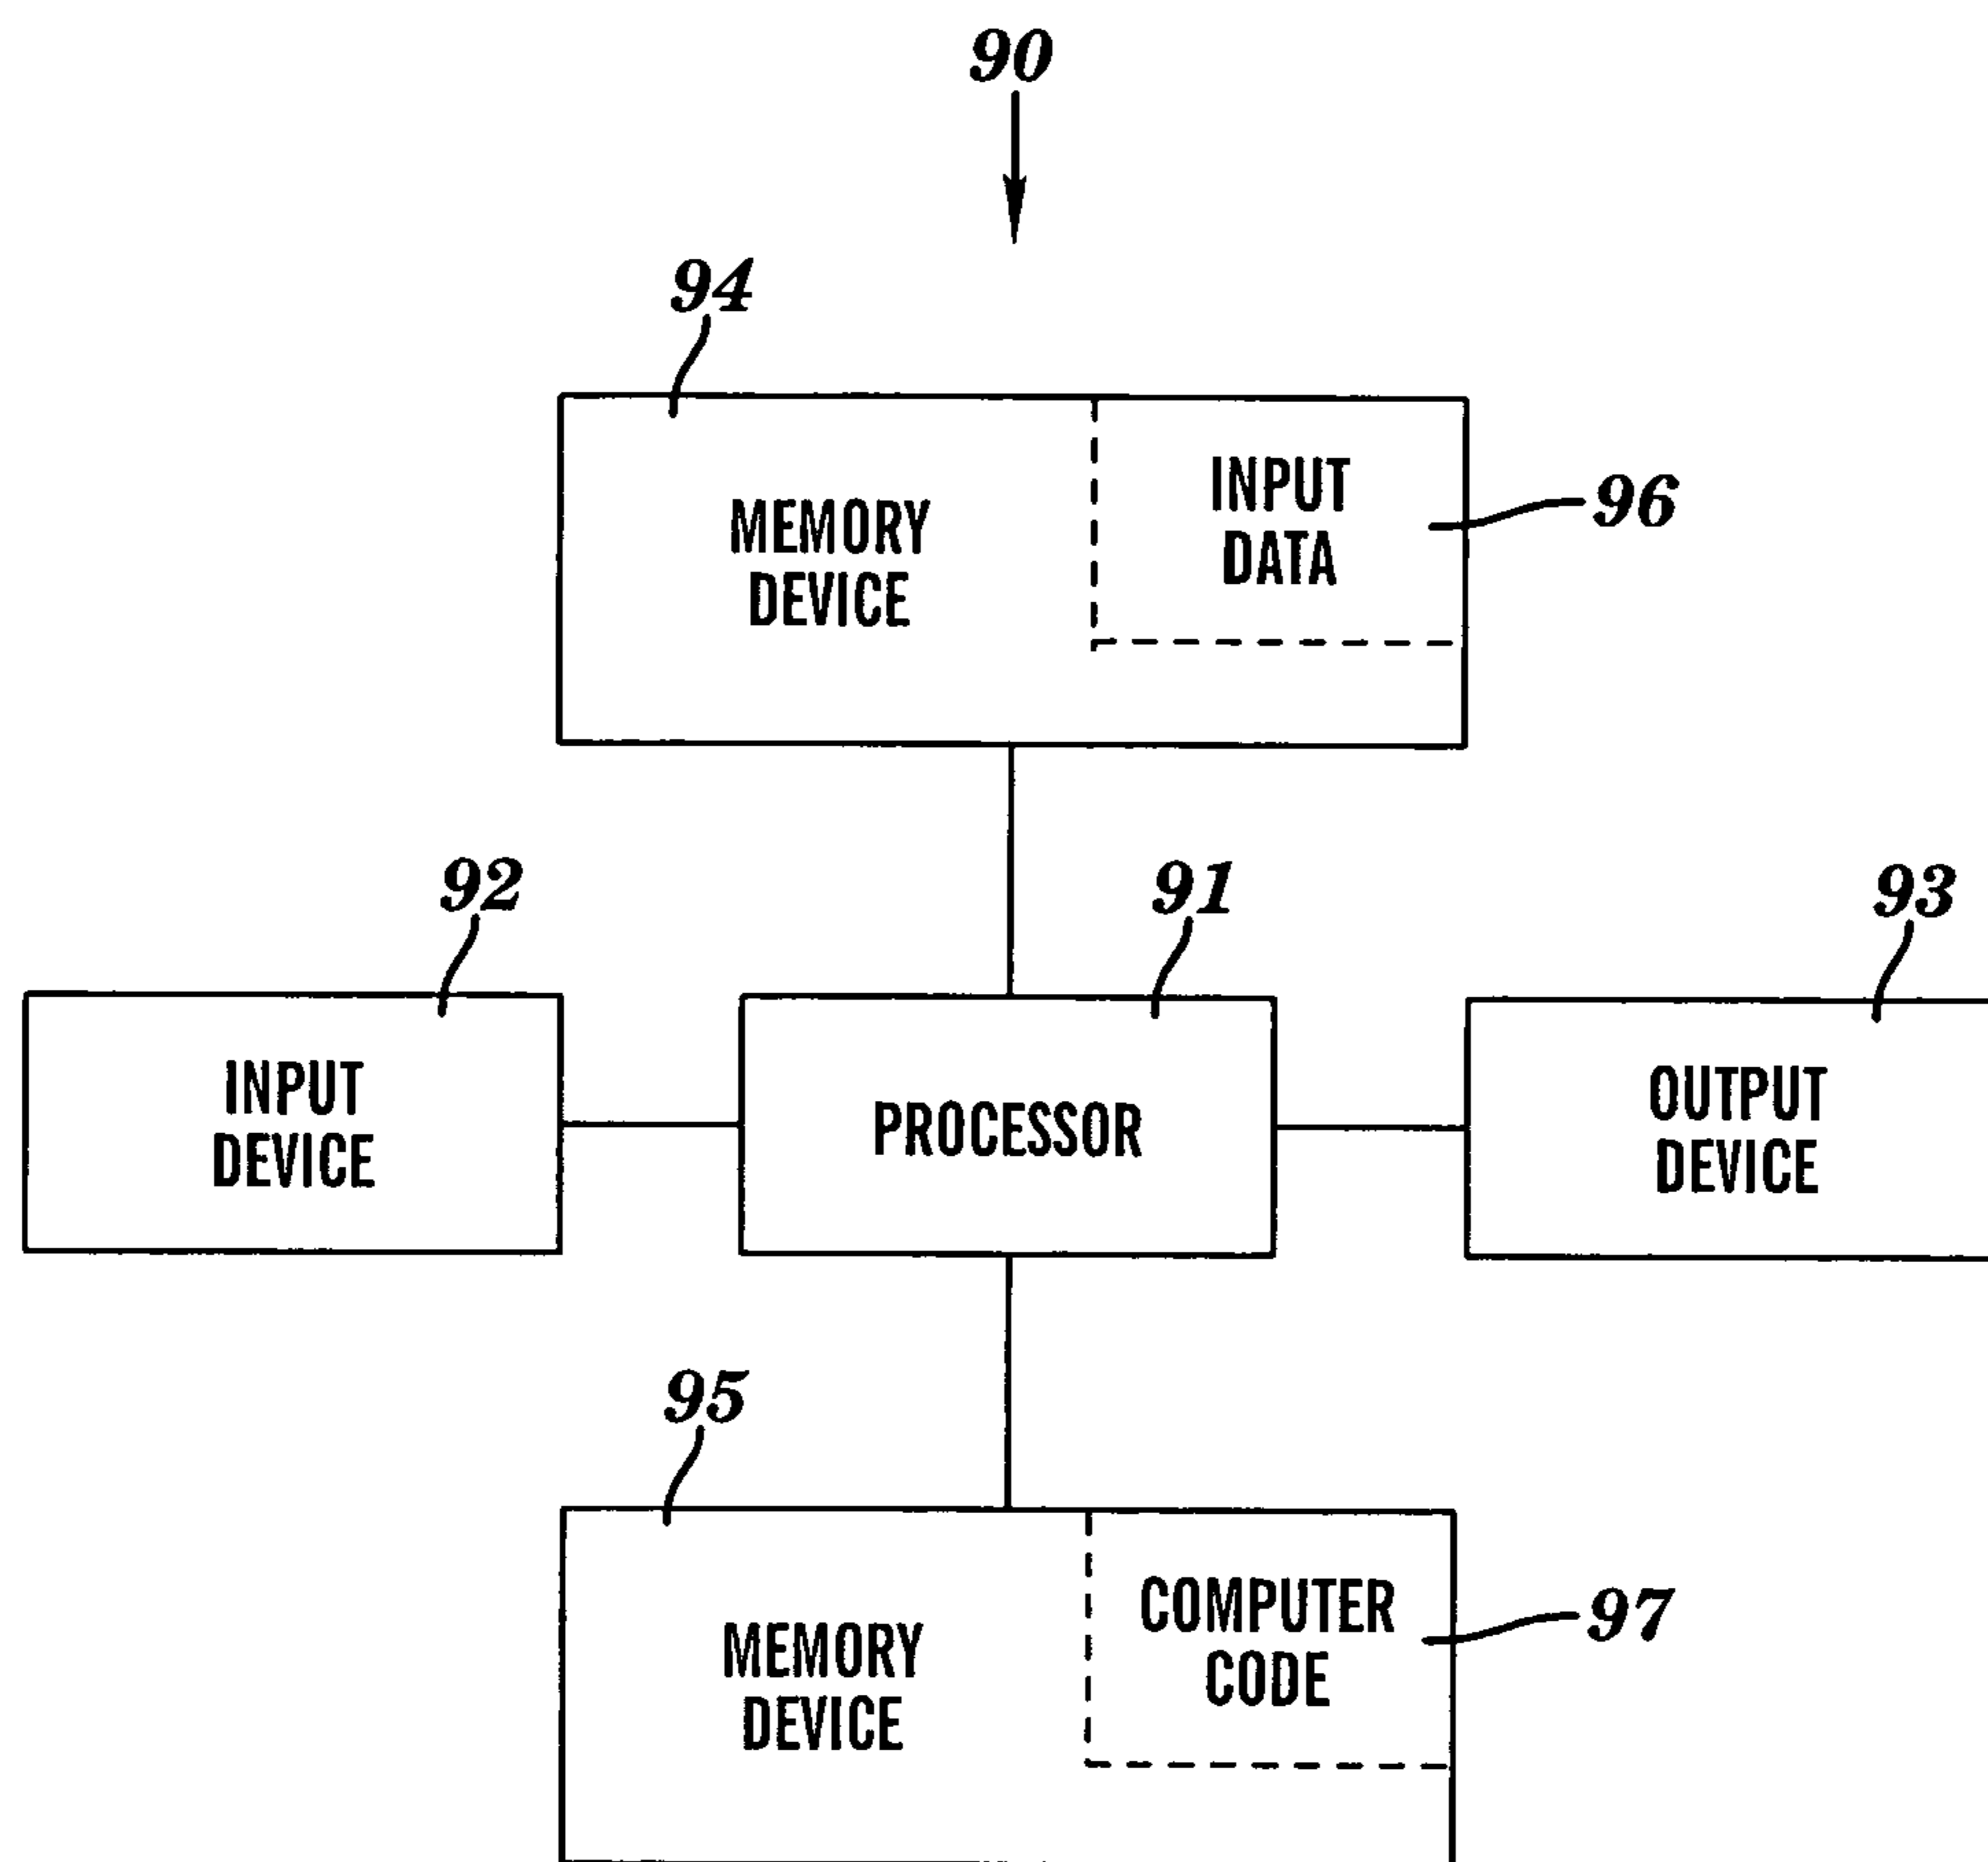 90
94
MEMORY
DEVICE
INPUT
DATA
96
92
91
93
INPUT
DEVICE
PROCESSOR
OUTPUT
DEVICE
95
MEMORY
DEVICE
COMPUTER
CODE
97